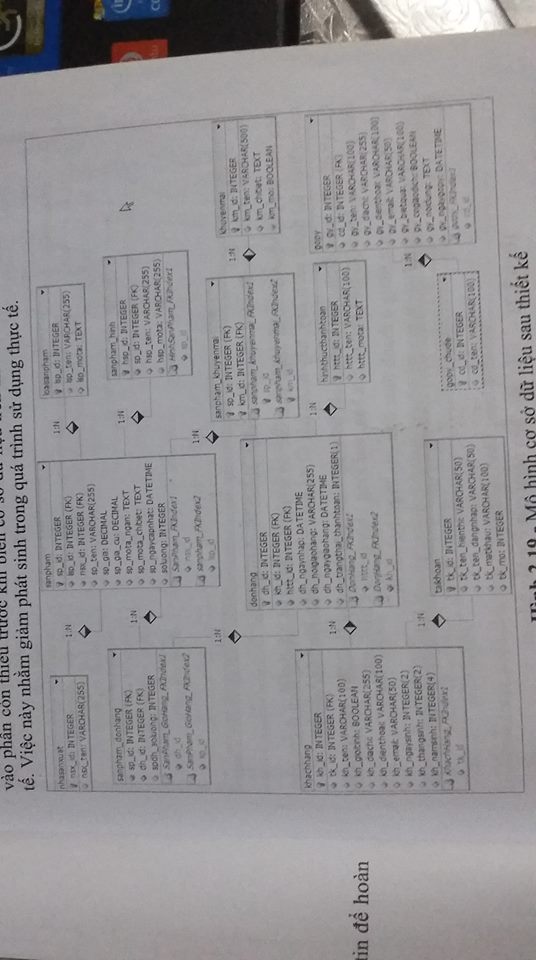 vào phần còn thiếu trước khi
tế. Việc này nhằm giảm phát sinh trong quá trình sử dụng thực tế.
nhasanxuat
nsx_id: INTEGER
nsx_ten: VARCHAR(255)
1:N
sanpham
sp_id: INTEGER
lsp_id: INTEGER (FK)
nsx_id: INTEGER (FK)
sp_ten: VARCHAR(255)
sp_gia: DECIMAL
sp_gia_cu: DECIMAL
sp_mota_ngan: TEXT
sp_mota_chitiet: TEXT
sp_ngaycapnhat: DATETIME
soluong: INTEGER
SanPham_FKIndex1
nsx_id
sanpham_FKIndex2
lsp_id
1:N
loaisanpham
lsp_id: INTEGER
lsp_ten: VARCHAR(255)
lsp_mota: TEXT
sanpham_donhang
sp_id: INTEGER (FK)
dh_id: INTEGER (FK)
spdh_soluong: INTEGER
SanPham_GioHang_FKIndex1
dh_id
SanPham_GioHang_FKIndex2
sp_id
1:N
1:N
sanpham_hinh
hsp_id: INTEGER
sp_id: INTEGER (FK)
hsp_ten: VARCHAR(255)
hsp_mota: VARCHAR(255)
HinhSanPham_FKIndex1
sp_id
1:N
1:N
sanpham_khuyenmai
sp_id: INTEGER (FK)
km_id: INTEGER (FK)
sanpham_khuyenmai_FKIndex1
sp_id
sanpham_khuyenmai_FKIndex2
km_id
1:N
khuyenmai
km_id: INTEGER
km_ten: VARCHAR(500)
km_chitiet: TEXT
km_mo: BOOLEAN
donhang
dh_id: INTEGER
kh_id: INTEGER (FK)
httt_id: INTEGER (FK)
dh_ngaynhap: DATETIME
dh_noigiaohang: VARCHAR(255)
dh_ngaygiaohang: DATETIME
dh_trangthai_thanhtoan: INTEGER(1)
DonHang_FKIndex1
httt_id
DonHang_FKIndex2
kh_id
khachhang
kh_id: INTEGER
tk_id: INTEGER (FK)
kh_ten: VARCHAR(100)
kh_gioitinh: BOOLEAN
kh_diachi: VARCHAR(255)
kh_dienthoai: VARCHAR(100)
kh_email: VARCHAR(50)
kh_ngaysinh: INTEGER(2)
kh_thangsinh: INTEGER(2)
kh_namsinh: INTEGER(4)
KhachHang_FKIndex1
tk_id
1:N
1:N
hinhthucthanhtoan
httt_id: INTEGER
httt_ten: VARCHAR(100)
httt_mota: TEXT
gopy
gy_id: INTEGER
cd_id: INTEGER (FK)
gy_ten: VARCHAR(100)
gy_diachi: VARCHAR(255)
gy_dienthoai: VARCHAR(100)
gy_email: VARCHAR(50)
gy_bietqua: VARCHAR(100)
gy_cogiaodich: BOOLEAN
gy_noidung: TEXT
gy_ngaygopy: DATETIME
gopy_FKIndex1
cd_id
tin để hoàn
1:N
taikhoan
tk_id: INTEGER
tk_ten_hienthi: VARCHAR(50)
tk_ten_dangnhap: VARCHAR(50)
tk_matkhau: VARCHAR(100)
tk_mo: INTEGER
1:N
gopy_chude
cd_id: INTEGER
cd_ten: VARCHAR(100)
Hình 2.19 - Mô hình cơ sở dữ liệu sau thiết kế